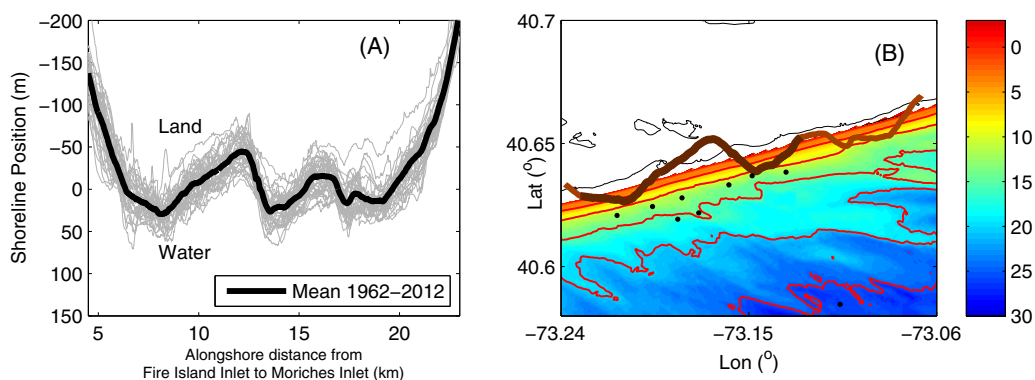 (A)
Shoreline Position (m)
−200
−150
−100
−50
0
50
100
150
Land
Water
Mean 1962−2012
5
10
15
20
Alongshore distance from
Fire Island Inlet to Moriches Inlet (km)
(B)
Lat (°)
40.7
40.65
40.6
−73.24
−73.15
−73.06
Lon (°)
0
5
10
15
20
25
30